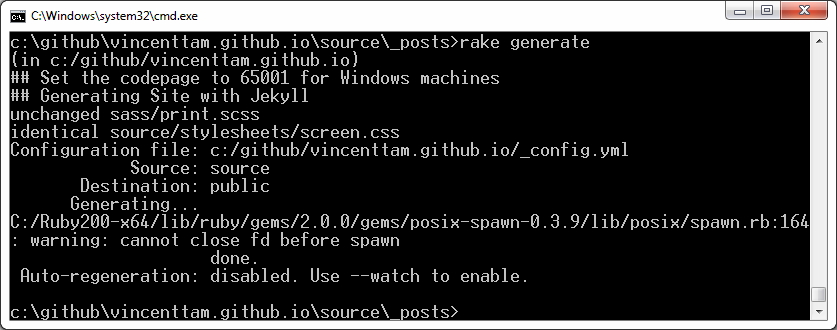 C:\Windows\system32\cmd.exe
c:\github\vincenttam.github.io\source\_posts>rake generate
(in c:/github/vincenttam.github.io)
## Set the codepage to 65001 for Windows machines
## Generating Site with Jekyll
unchanged sass/print.scss
identical source/stylesheets/screen.css
Configuration file: c:/github/vincenttam.github.io/_config.yml
Source: source
Destination: public
Generating...
C:/Ruby200-x64/lib/ruby/gems/2.0.0/gems/posix-spawn-0.3.9/lib/posix/spawn.rb:164
: warning: cannot close fd before spawn
done.
Auto-regeneration: disabled. Use --watch to enable.
c:\github\vincenttam.github.io\source\_posts>